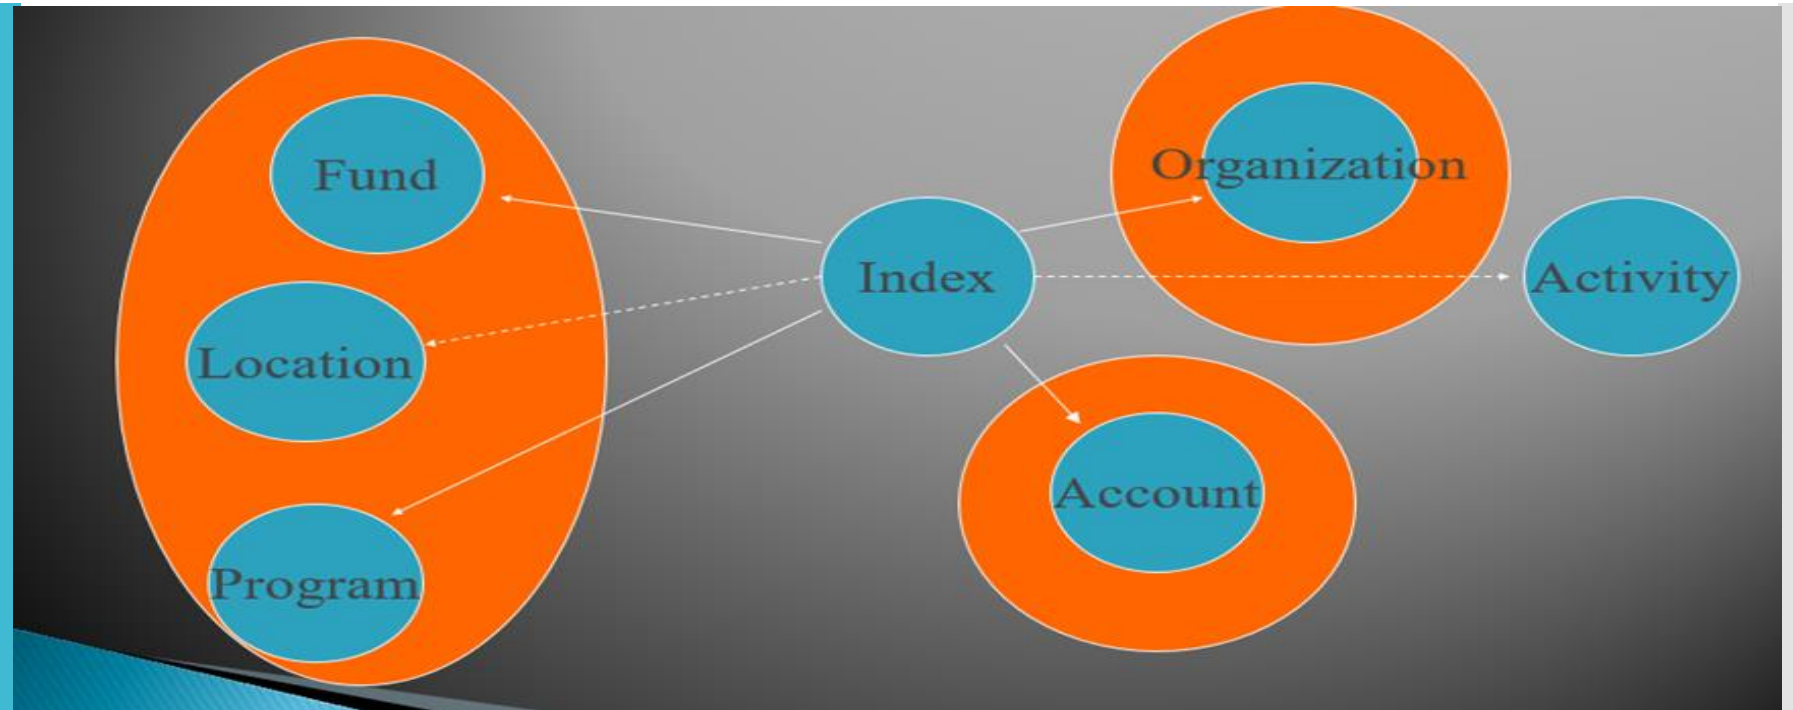 Fund
Organization
Index
Activity
Location
Account
Program